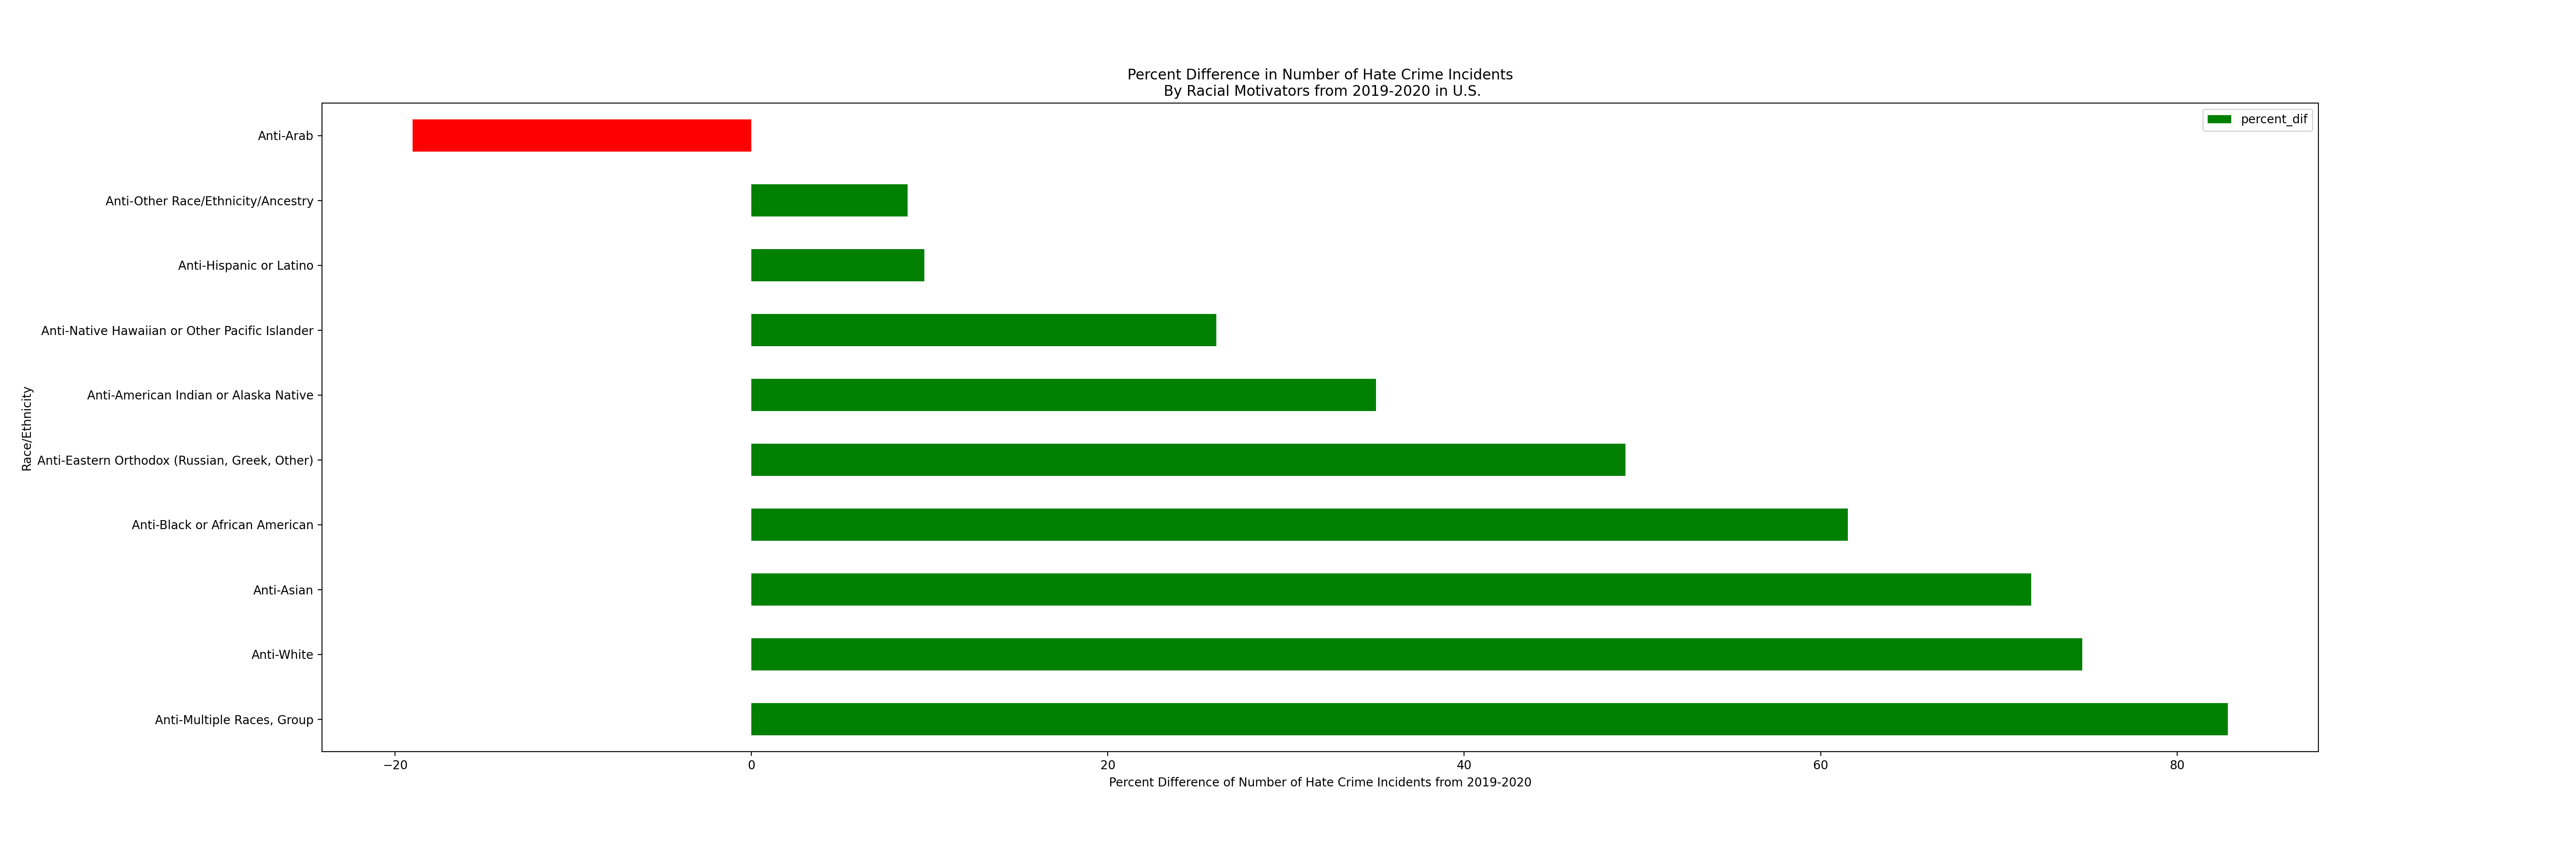 Percent Difference in Number of Hate Crime Incidents
By Racial Motivators from 2019-2020 in U.S.
percent_dif
Race/Ethnicity
Anti-Arab
Anti-Other Race/Ethnicity/Ancestry
Anti-Hispanic or Latino
Anti-Native Hawaiian or Other Pacific Islander
Anti-American Indian or Alaska Native
Anti-Eastern Orthodox (Russian, Greek, Other)
Anti-Black or African American
Anti-Asian
Anti-White
Anti-Multiple Races, Group
−20 0 20 40 60 80
Percent Difference of Number of Hate Crime Incidents from 2019-2020